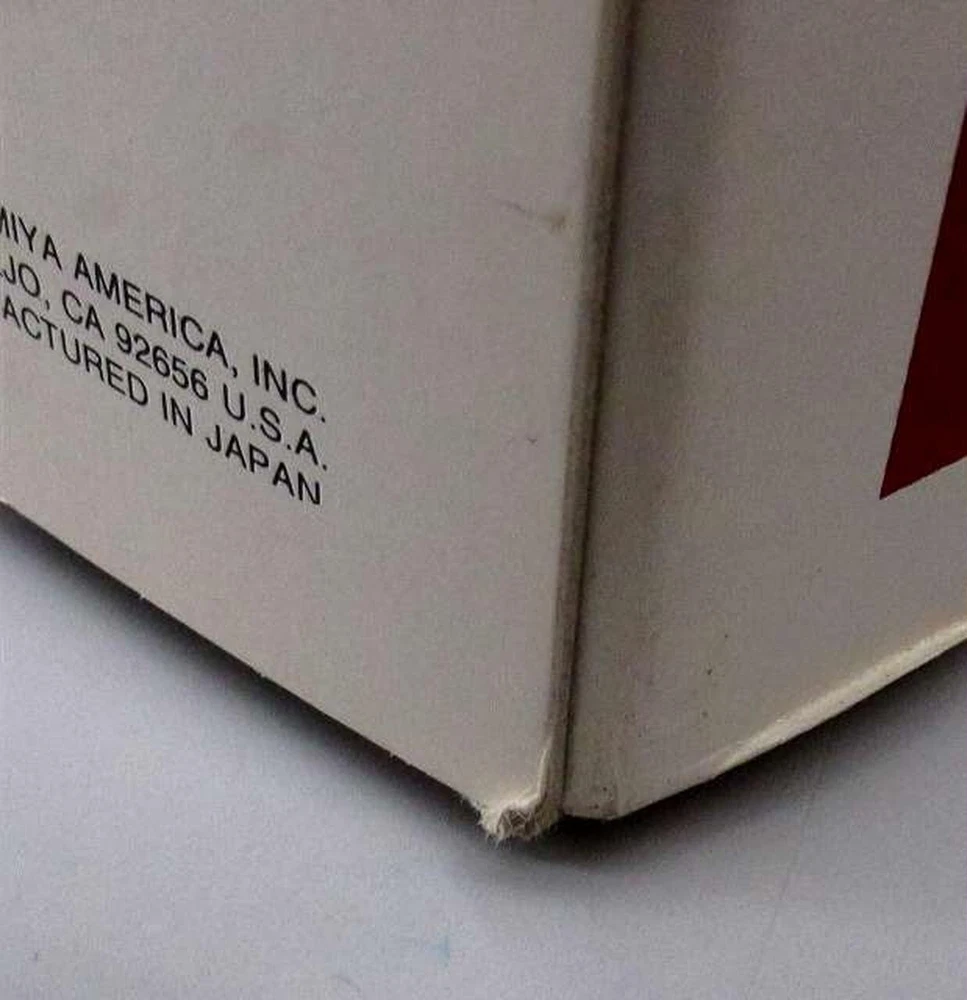 MIYA AMERICA, INC.
JO, CA 92656 U.S.A.
ACTURED IN JAPAN